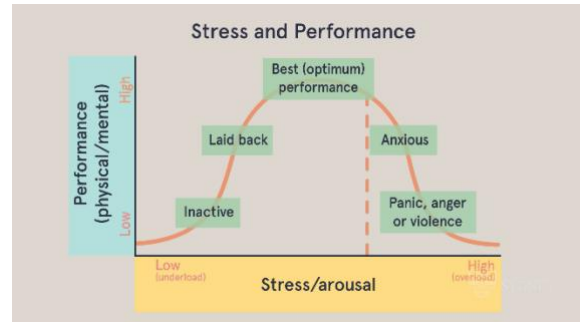 Stress and Performance
Best (optimum)
performance
Laid back
Anxious
Inactive
Panic, anger
or violence
Performance
(physical/mental)
High
Low
Low
(underload)
High
(overload)
Stress/arousal